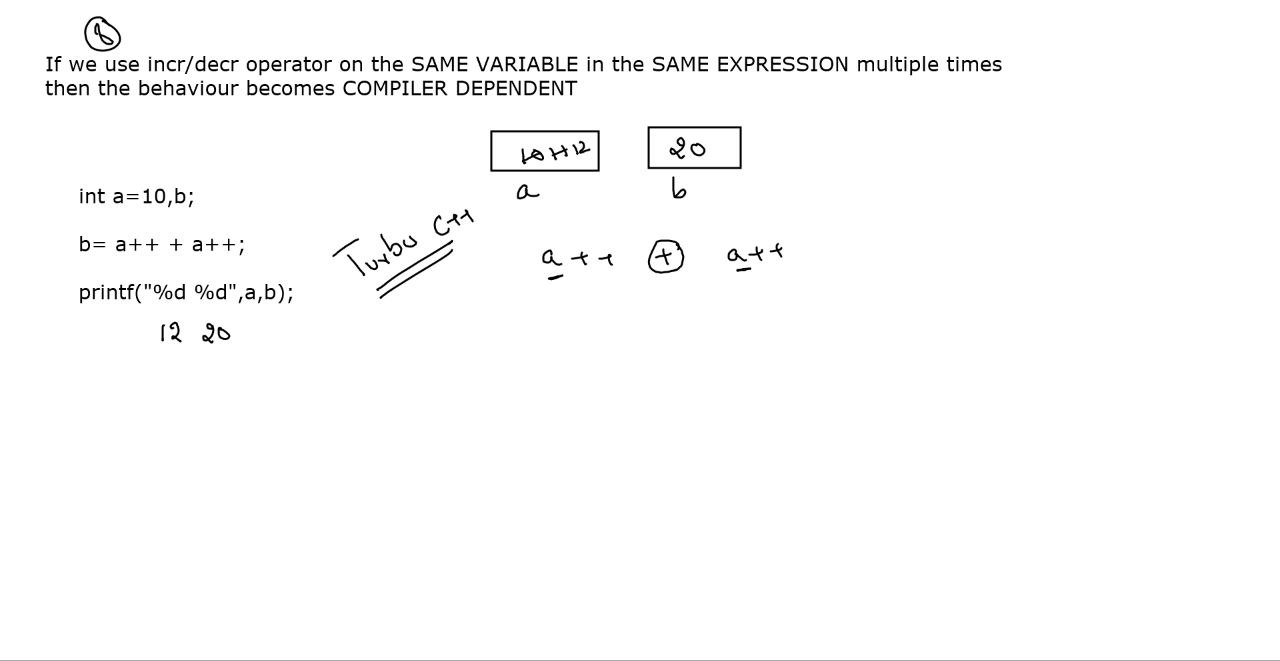 8
If we use incr/decr operator on the SAME VARIABLE in the SAME EXPRESSION multiple times
then the behaviour becomes COMPILER DEPENDENT
10 11 12
20
a
b
int a=10,b;
Turbo C++
b= a++ + a++;
a++ + a++
printf("%d %d",a,b);
12 20